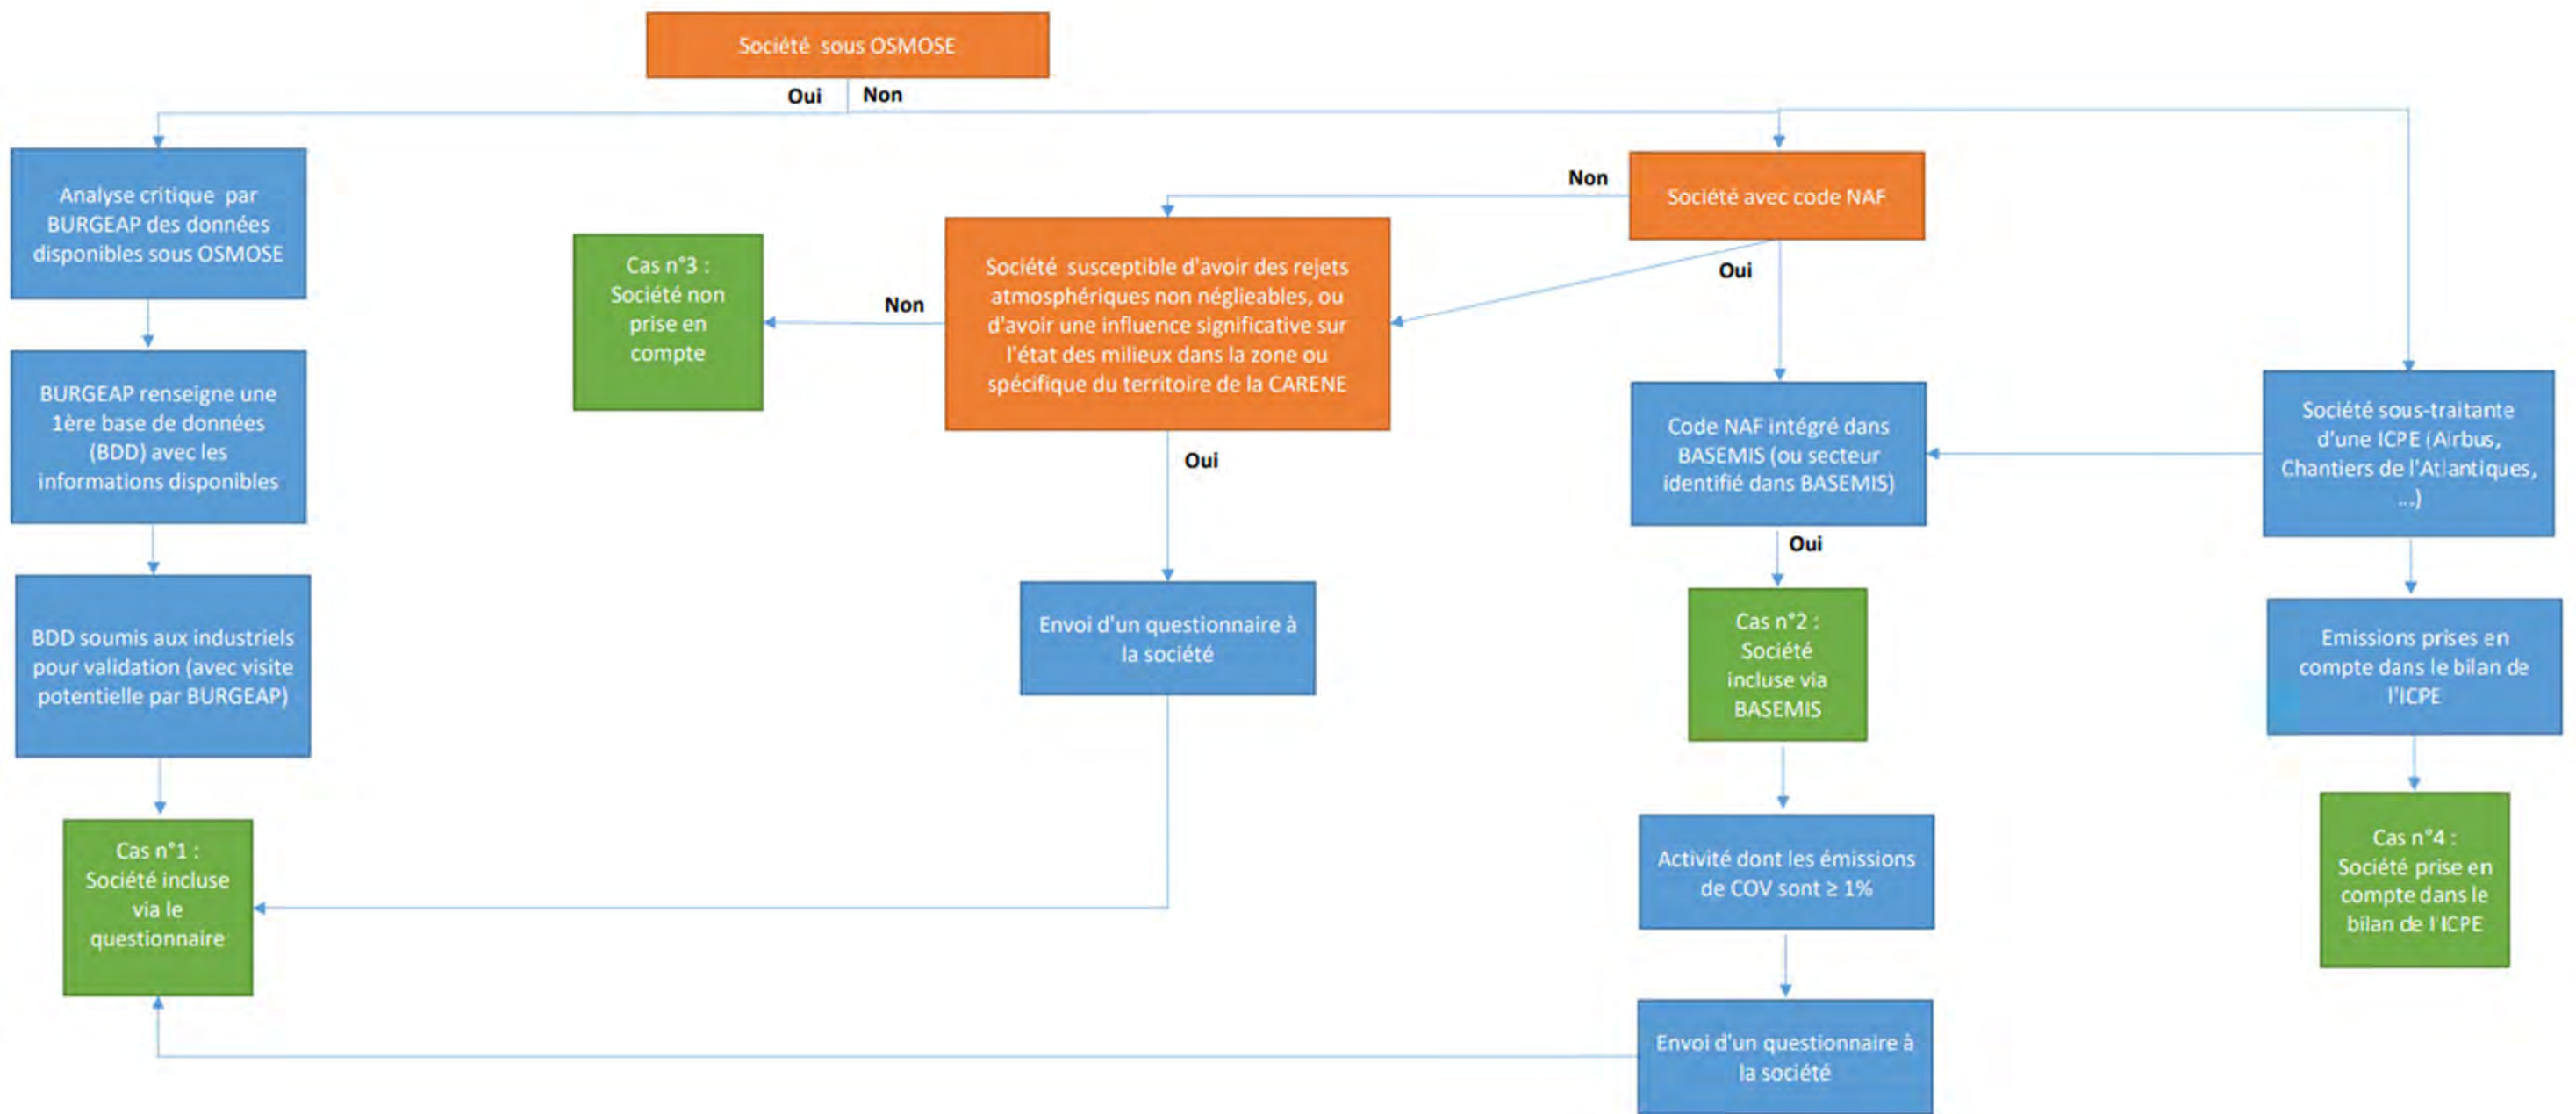 Société sous OSMOSE
Oui
Non
Analyse critique par
BURGEAP des données
disponibles sous OSMOSE
BURGEAP renseigne une
1ère base de données
(BDD) avec les
informations disponibles
BDD soumis aux industriels
pour validation (avec visite
potentielle par BURGEAP)
Cas n°1 :
Société incluse
via le
questionnaire
Cas n°3 :
Société non
prise en
compte
Non
Société susceptible d'avoir des rejets
atmosphériques non néglieables, ou
d'avoir une influence significative sur
l'état des milieux dans la zone ou
spécifique du territoire de la CARENE
Oui
Envoi d'un questionnaire à
la société
Non
Société avec code NAF
Oui
Code NAF intégré dans
BASEMIS (ou secteur
identifié dans BASEMIS)
Oui
Cas n°2 :
Société
incluse via
BASEMIS
Activité dont les émissions
de COV sont ≥ 1%
Envoi d'un questionnaire à
la société
Société sous-traitante
d'une ICPE (Airbus,
Chantiers de l'Atlantiques,
...)
Emissions prises en
compte dans le bilan de
l'ICPE
Cas n°4 :
Société prise en
compte dans le
bilan de l'ICPE